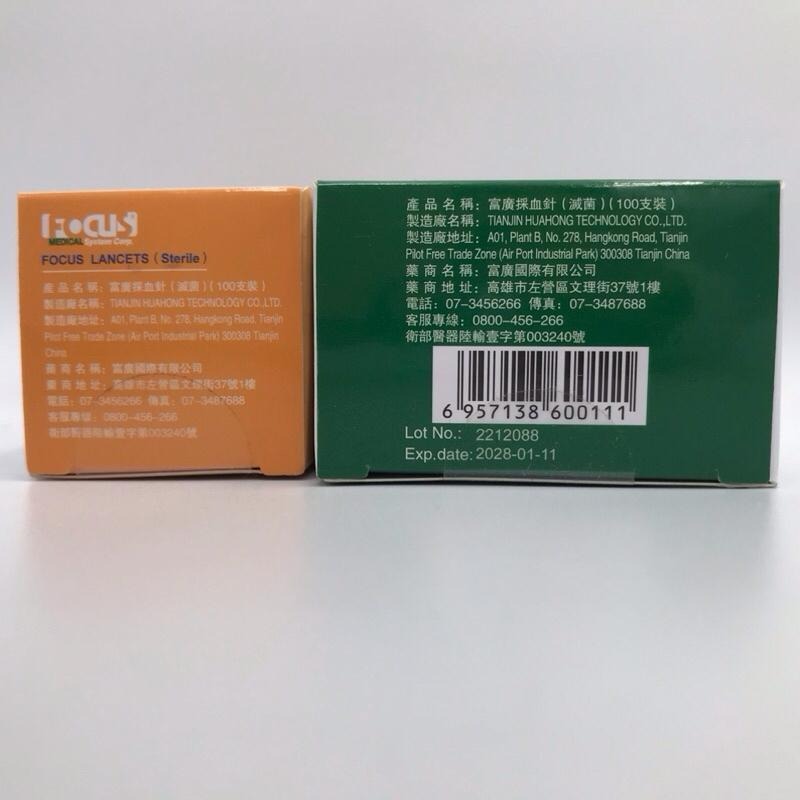 FOCUS
MEDICAL System Corp.
FOCUS LANCETS (Sterile)
產品名稱：富廣採血針（滅菌）(100支裝)
製造廠名稱：TIANJIN HUAHONG TECHNOLOGY CO.,LTD.
製造廠地址：A01, Plant B, No. 278, Hangkong Road, Tianjin
Pilot Free Trade Zone (Air Port Industrial Park) 300308 Tianjin
China
藥商名稱：富廣國際有限公司
藥商地址：高雄市左營區文理街37號1樓
電話：07-3456266 傳真：07-3487688
客服專線：0800-456-266
衛部醫器陸輸壹字第003240號
產品名稱：富廣採血針（滅菌）(100支裝)
製造廠名稱：TIANJIN HUAHONG TECHNOLOGY CO.,LTD.
製造廠地址：A01, Plant B, No. 278, Hangkong Road, Tianjin
Pilot Free Trade Zone (Air Port Industrial Park) 300308 Tianjin China
藥商名稱：富廣國際有限公司
藥商地址：高雄市左營區文理街37號1樓
電話：07-3456266 傳真：07-3487688
客服專線：0800-456-266
衛部醫器陸輸壹字第003240號
6 957138 600111
Lot No.: 2212088
Exp.date: 2028-01-11